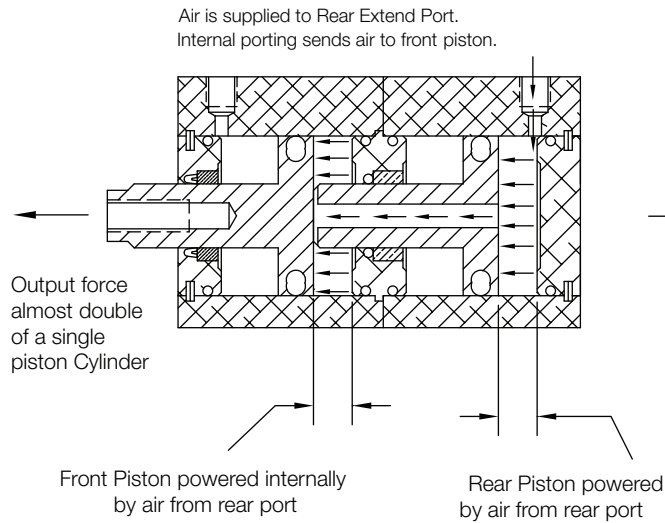 Air is supplied to Rear Extend Port.
Internal porting sends air to front piston.
Output force
almost double
of a single
piston Cylinder
Front Piston powered internally
by air from rear port
Rear Piston powered
by air from rear port